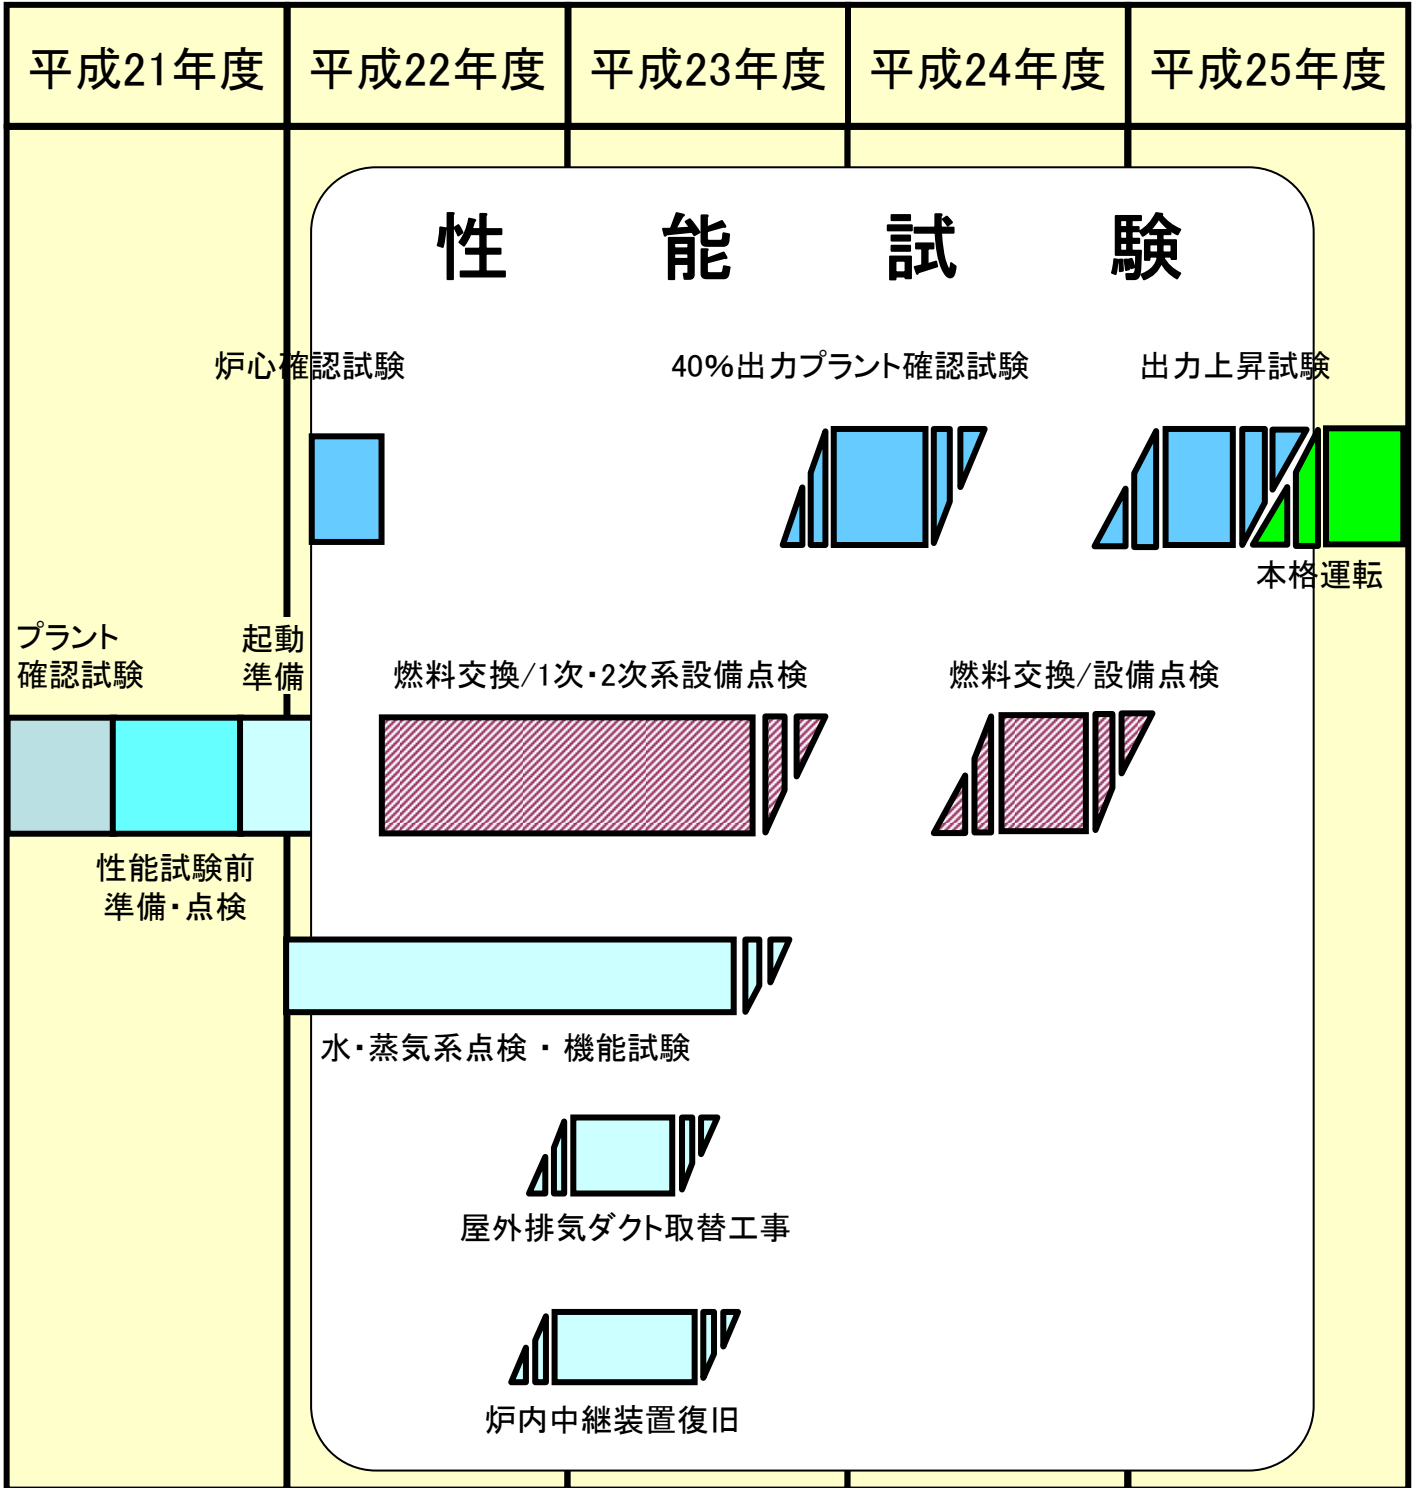 平成21年度
平成22年度
平成23年度
平成24年度
平成25年度
性能試験
炉心確認試験
40%出力プラント確認試験
出力上昇試験
本格運転
プラント
確認試験
起動
準備
燃料交換/1次・2次系設備点検
燃料交換/設備点検
性能試験前
準備・点検
水・蒸気系点検・機能試験
屋外排気ダクト取替工事
炉内中継装置復旧